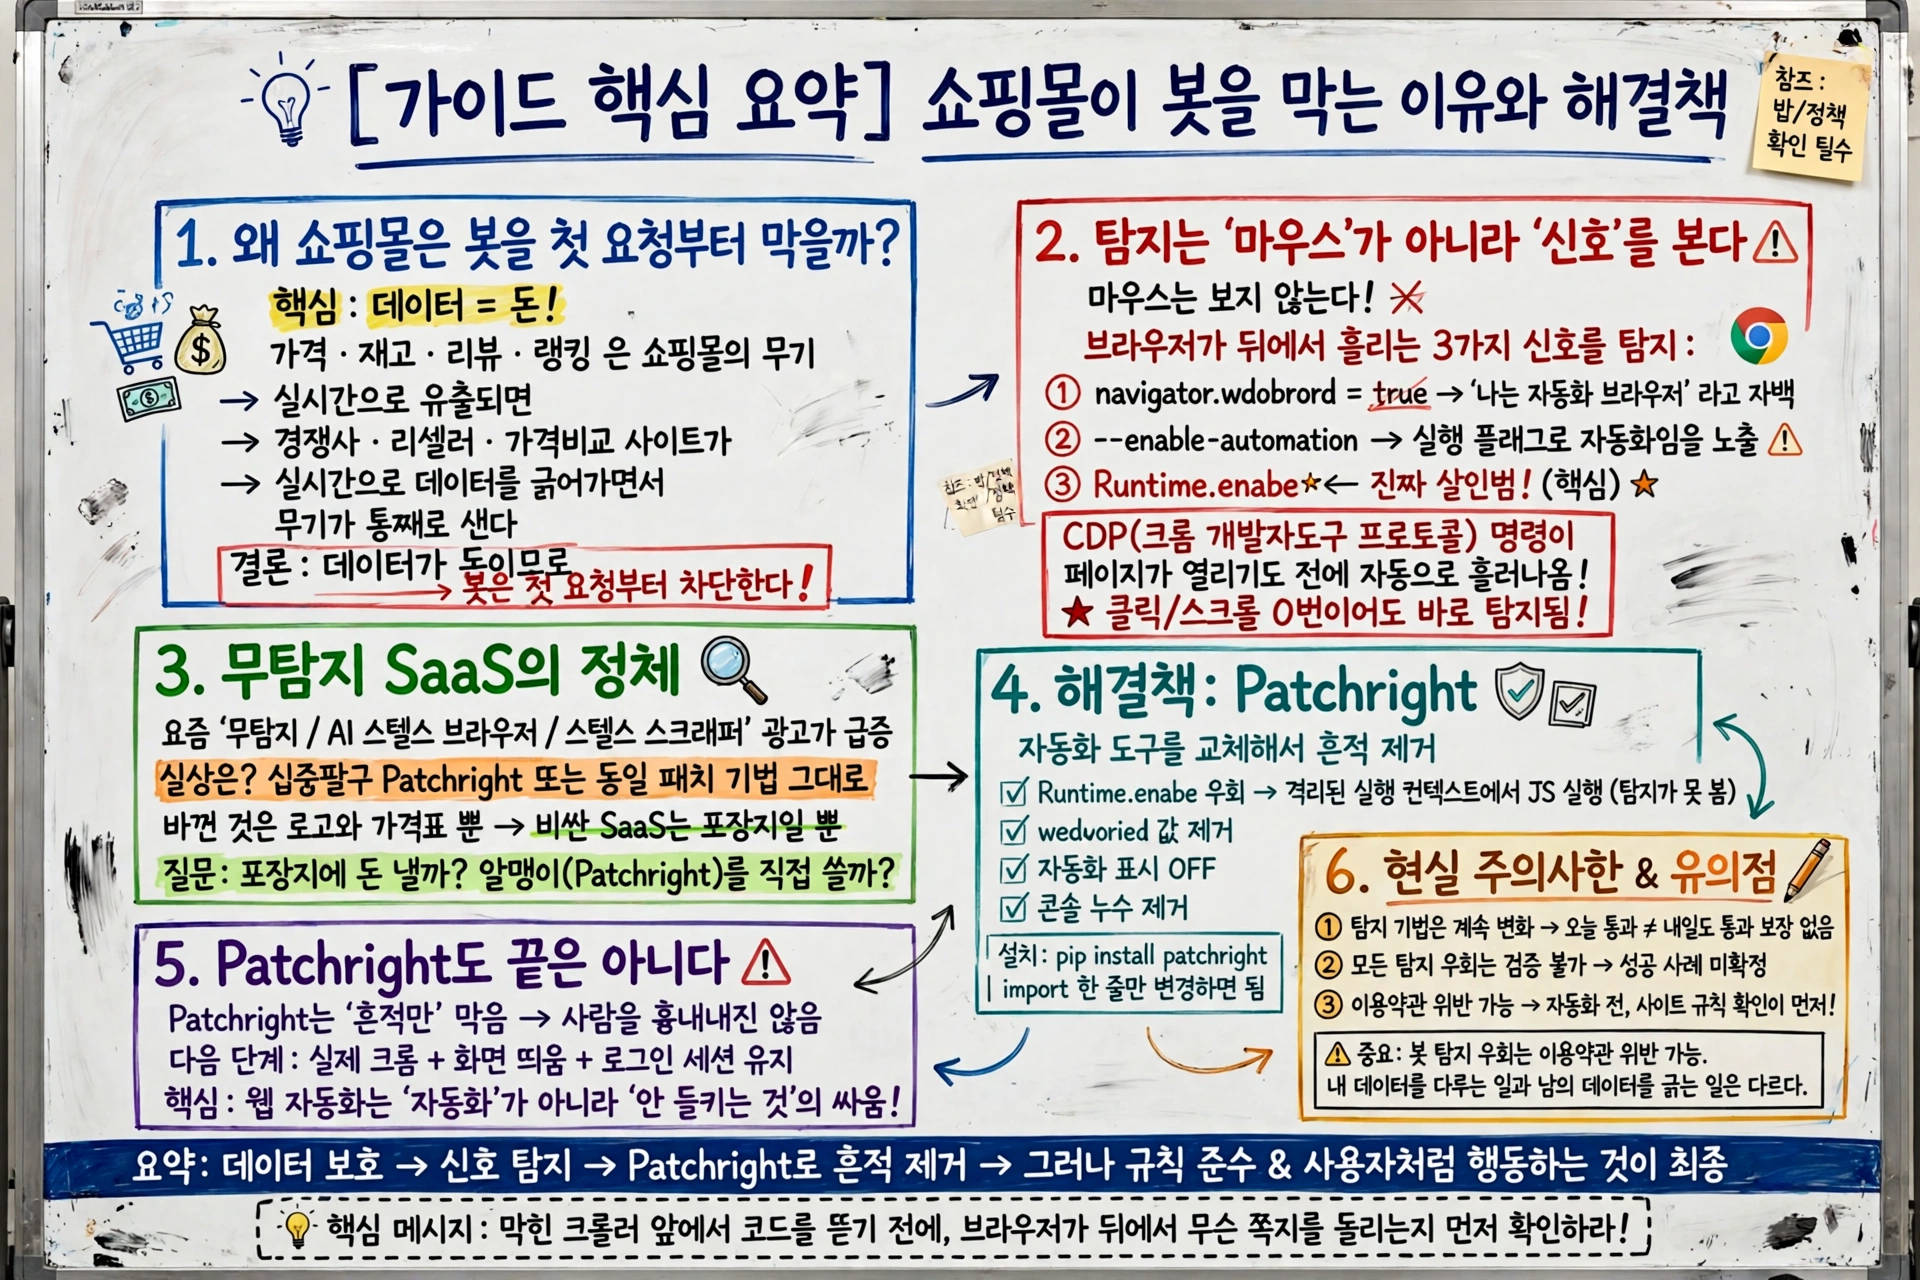 [가이드 핵심 요약] 쇼핑몰이 봇을 막는 이유와 해결책
참즈 :
밥/정책
확인 틸수
1. 왜 쇼핑몰은 봇을 첫 요청부터 막을까?
핵심 : 데이터 = 돈!
가격 · 재고 · 리뷰 · 랭킹 은 쇼핑몰의 무기
→ 실시간으로 유출되면
→ 경쟁사 · 리셀러 · 가격비교 사이트가
→ 실시간으로 데이터를 긁어가면서
무기가 통째로 샌다
결론 : 데이터가 돈이므로
→ 봇은 첫 요청부터 차단한다!
2. 탐지는 '마우스'가 아니라 '신호'를 본다
마우스는 보지 않는다!
브라우저가 뒤에서 흘리는 3가지 신호를 탐지 :
① navigator.wdobrord = true → '나는 자동화 브라우저' 라고 자백
② --enable-automation → 실행 플래그로 자동화임을 노출
③ Runtime.enabe ← 진짜 살인범! (핵심)
CDP(크롬 개발자도구 프로토콜) 명령이
페이지가 열리기도 전에 자동으로 흘러나옴!
★ 클릭/스크롤 0번이어도 바로 탐지됨!
3. 무탐지 SaaS의 정체
요즘 '무탐지 / AI 스텔스 브라우저 / 스텔스 스크래퍼' 광고가 급증
실상은? 십중팔구 Patchright 또는 동일 패치 기법 그대로
바껀 것은 로고와 가격표 뿐 → 비싼 SaaS는 포장지일 뿐
질문 : 포장지에 돈 낼까? 알맹이(Patchright)를 직접 쓸까?
4. 해결책 : Patchright
자동화 도구를 교체해서 흔적 제거
☑ Runtime.enabe 우회 → 격리된 실행 컨텍스트에서 JS 실행 (탐지가 못 봄)
☑ wedvoried 값 제거
☑ 자동화 표시 OFF
☑ 콘솔 누수 제거
설치 : pip install patchright
import 한 줄만 변경하면 됨
5. Patchright도 끝은 아니다
Patchright는 '흔적만' 막음 → 사람을 흉내내진 않음
다음 단계 : 실제 크롬 + 화면 띄움 + 로그인 세션 유지
핵심 : 웹 자동화는 '자동화'가 아니라 '안 들키는 것'의 싸움!
6. 현실 주의사한 & 유의점
① 탐지 기법은 계속 변화 → 오늘 통과 ≠ 내일도 통과 보장 없음
② 모든 탐지 우회는 검증 불가 → 성공 사례 미확정
③ 이용약관 위반 가능 → 자동화 전, 사이트 규칙 확인이 먼저!
중요 : 봇 탐지 우회는 이용약관 위반 가능.
내 데이터를 다루는 일과 남의 데이터를 긁는 일은 다르다.
요약 : 데이터 보호 → 신호 탐지 → Patchright로 흔적 제거 → 그러나 규칙 준수 & 사용자처럼 행동하는 것이 최종
핵심 메시지 : 막힌 크롤러 앞에서 코드를 뜯기 전에, 브라우저가 뒤에서 무슨 쪽지를 돌리는지 먼저 확인하라!